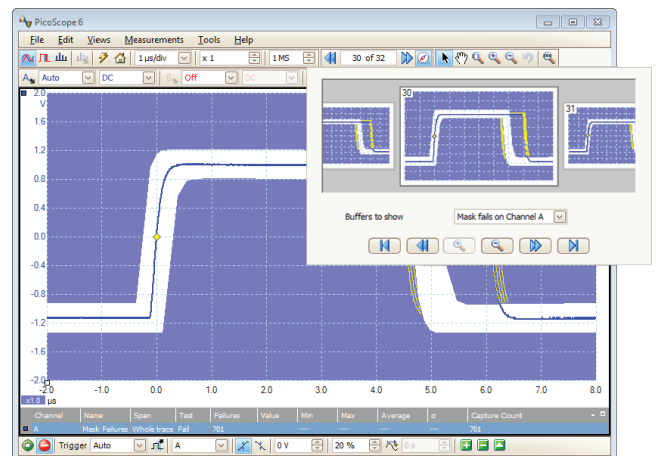 PicoScope 6
File Edit Views Measurements Tools Help
1 µs/div x 1 1 MS 30 of 32
A Auto DC B Off DC
30
31
Buffers to show Mask fails on Channel A
2.0
V
1.6
1.2
0.8
0.4
0.0
-0.4
-0.8
-1.2
-1.6
-2.0
-2.0 -1.0 0.0 1.0 2.0 3.0 4.0 5.0 6.0 7.0 8.0
x1.0 µs
Channel Name Span Test Failures Value Min Max Average σ Capture Count
A Mask Failures Whole trace Fail 701 --- --- --- --- --- 701
Trigger Auto A 0 V 20 % 0 s